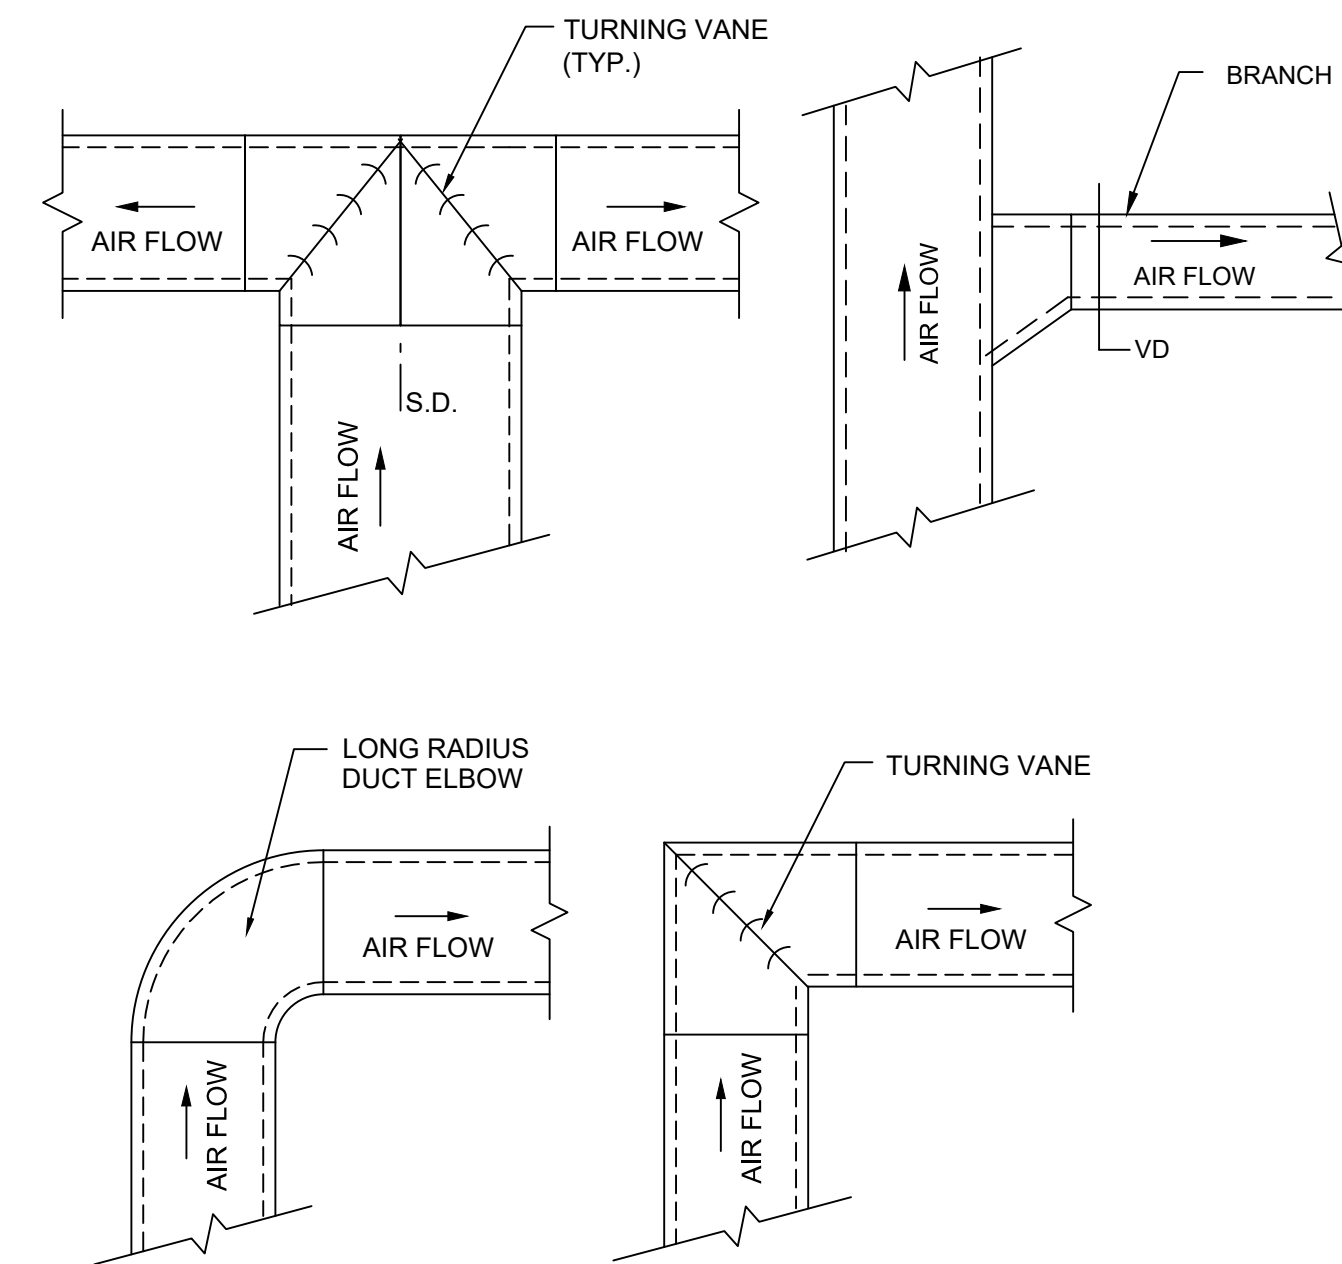 TURNING VANE
(TYP.)
AIR FLOW
AIR FLOW
S.D.
AIR FLOW
BRANCH
AIR FLOW
AIR FLOW
VD
LONG RADIUS
DUCT ELBOW
AIR FLOW
AIR FLOW
TURNING VANE
AIR FLOW
AIR FLOW